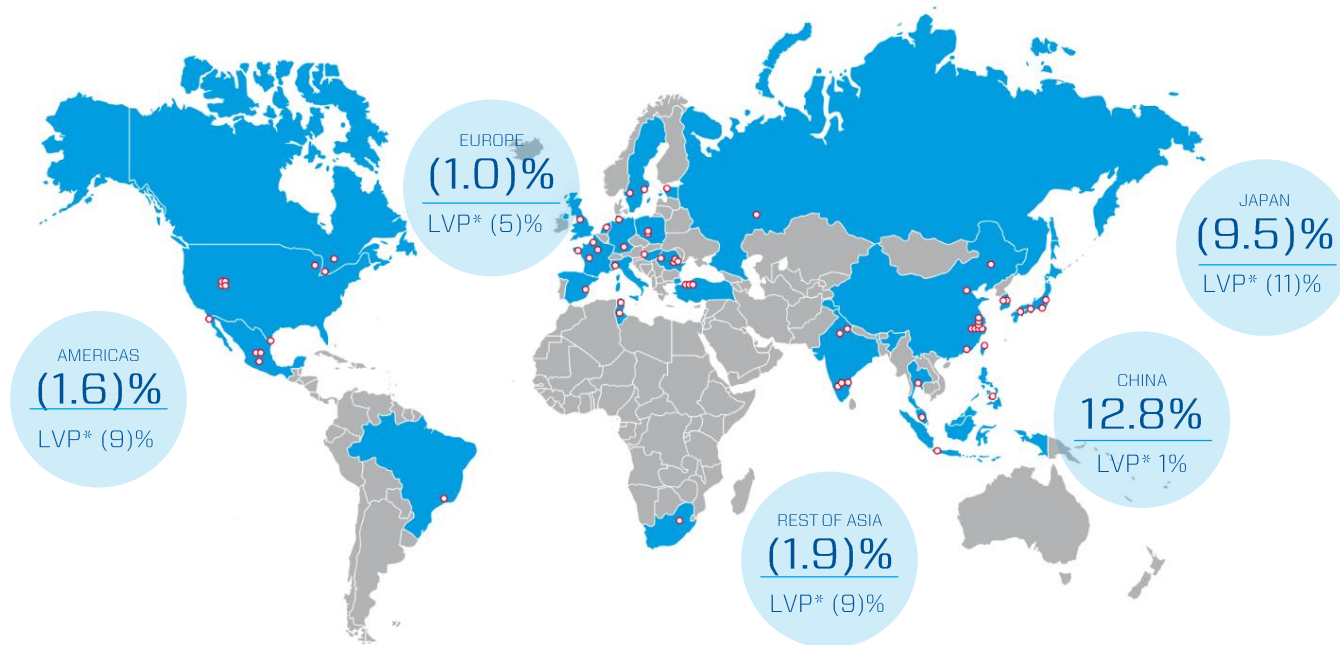 EUROPE
(1.0)%
LVP* (5)%
JAPAN
(9.5)%
LVP* (11)%
AMERICAS
(1.6)%
LVP* (9)%
CHINA
12.8%
LVP* 1%
REST OF ASIA
(1.9)%
LVP* (9)%